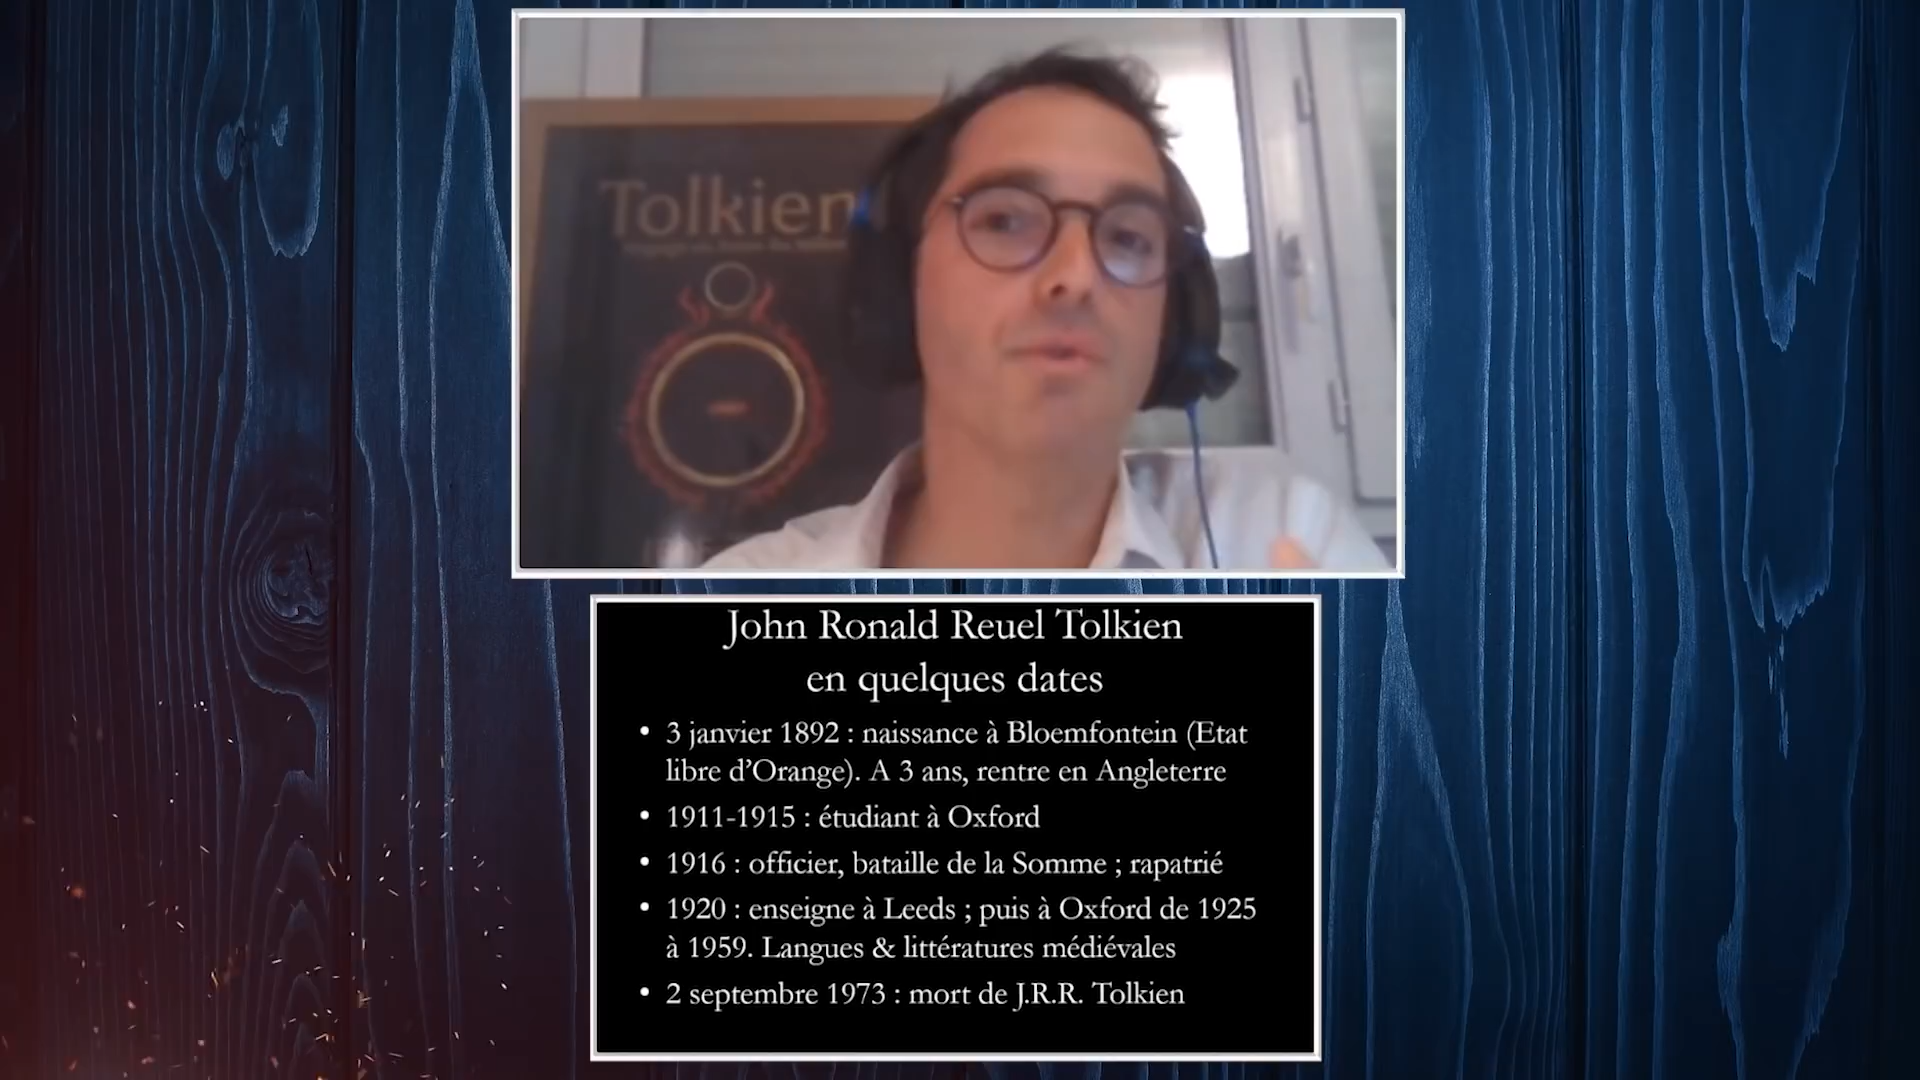 Tolkien
John Ronald Reuel Tolkien
en quelques dates
• 3 janvier 1892 : naissance à Bloemfontein (Etat
libre d’Orange). A 3 ans, rentre en Angleterre
• 1911-1915 : étudiant à Oxford
• 1916 : officier, bataille de la Somme ; rapatrié
• 1920 : enseigne à Leeds ; puis à Oxford de 1925
à 1959. Langues & littératures médiévales
• 2 septembre 1973 : mort de J.R.R. Tolkien